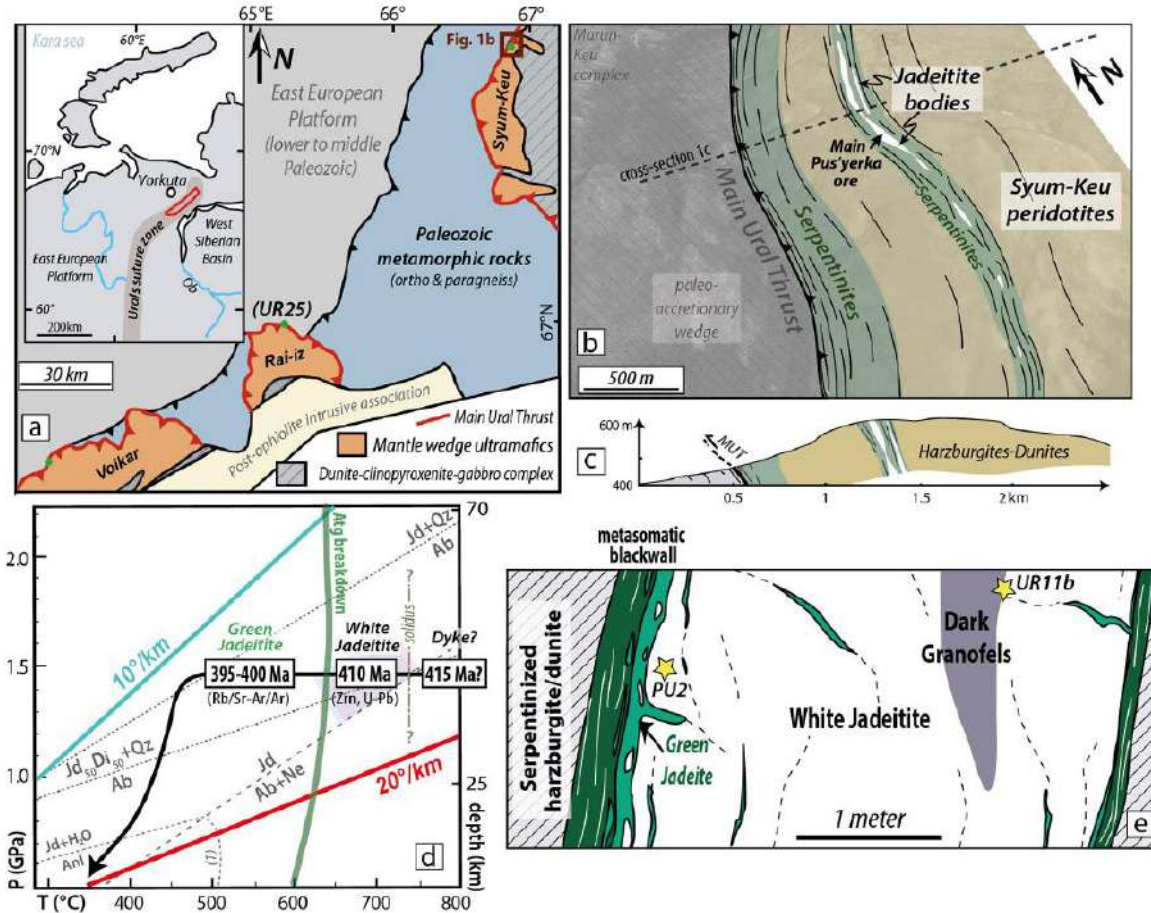 65°E
66°
67°
Kara sea
60°E
70°N
Vorkuta
West
Siberian
Basin
East European
Platform
Urals suture zone
Ob
60°
200km
N
Fig. 1b
East European
Platform
(lower to middle
Paleozoic)
Syum-Keu
Paleozoic
metamorphic rocks
(ortho & paragneiss)
67°N
(UR25)
Rai-iz
30 km
Post-ophiolite intrusive association
a
Voikar
Main Ural Thrust
Mantle wedge ultramafics
Dunite-clinopyroxenite-gabbro complex
Marun-
Keu
complex
N
Jadeitite
bodies
cross-section 1c
Main
Pus'yerka
ore
Main Ural Thrust
Serpentinites
Serpentinites
Syum-Keu
peridotites
paleo-
accretionary
wedge
b
500 m
600 m
400
MUT
Harzburgites-Dunites
c
0.5
1
1.5
2 km
70
2.0
1.5
1.0
P (GPa)
Atg breakdown
Jd+Qz
Ab
10°/km
Green
Jadeitite
White
Jadeitite
?
solidus
Dyke?
395-400 Ma
410 Ma
415 Ma?
(Rb/Sr-Ar/Ar)
(Zrn, U-Pb)
?
Jd50Di50+Qz
Ab
Jd
Ab+Ne
20°/km
25
Jd+H2O
Anl
(1)
d
depth (km)
T (°C)
400
500
600
700
800
metasomatic
blackwall
Serpentinized
harzburgite/dunite
UR11b
Dark
Granofels
PU2
White Jadeitite
Green
Jadeite
1 meter
e